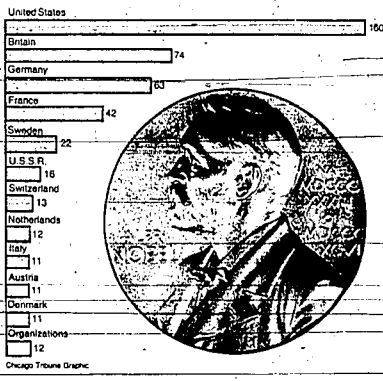 United States
160
Britain
74
Germany
63
France
42
Sweden
22
U.S.S.R.
16
Switzerland
13
Netherlands
12
Italy
11
Austria
11
Denmark
11
Organizations
12
Chicago Tribune Graphic